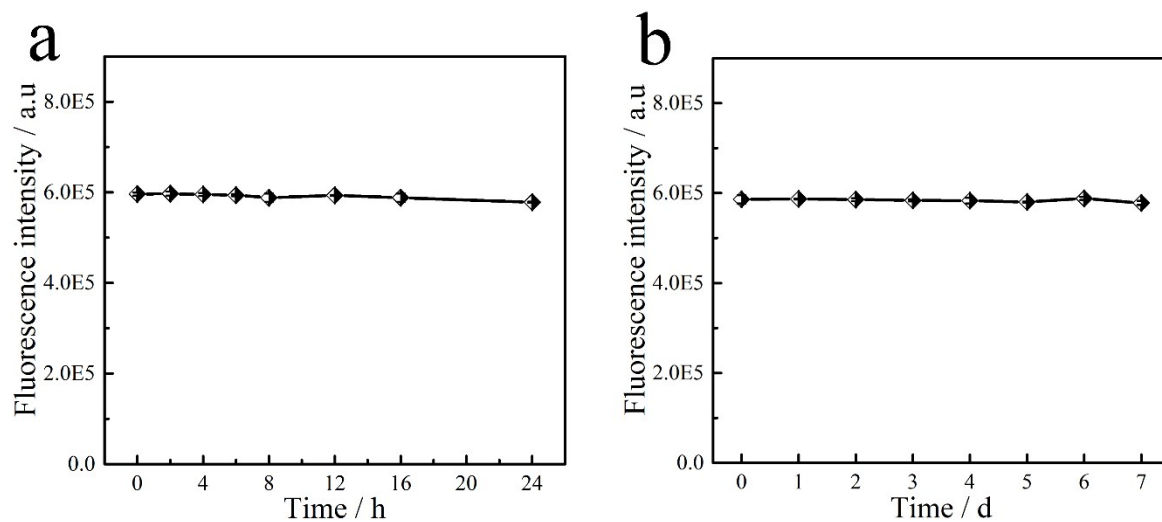 a
Fluorescence intensity / a.u
8.0E5
6.0E5
4.0E5
2.0E5
0.0
0 4 8 12 16 20 24
Time / h
b
Fluorescence intensity / a.u
8.0E5
6.0E5
4.0E5
2.0E5
0.0
0 1 2 3 4 5 6 7
Time / d